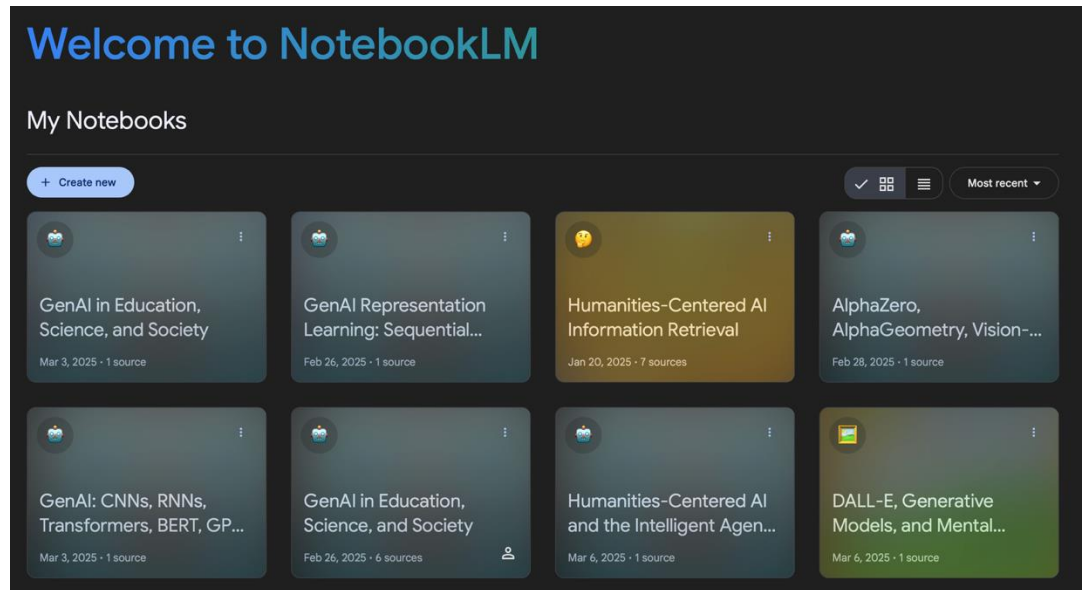 Welcome to NotebookLM
My Notebooks
+ Create new
Most recent
GenAI in Education,
Science, and Society
Mar 3, 2025 · 1 source
GenAI Representation
Learning: Sequential...
Feb 26, 2025 · 1 source
Humanities-Centered AI
Information Retrieval
Jan 20, 2025 · 7 sources
AlphaZero,
AlphaGeometry, Vision-...
Feb 28, 2025 · 1 source
GenAI: CNNs, RNNs,
Transformers, BERT, GP...
Mar 3, 2025 · 1 source
GenAI in Education,
Science, and Society
Feb 26, 2025 · 6 sources
Humanities-Centered AI
and the Intelligent Agen...
Mar 6, 2025 · 1 source
DALL-E, Generative
Models, and Mental...
Mar 6, 2025 · 1 source